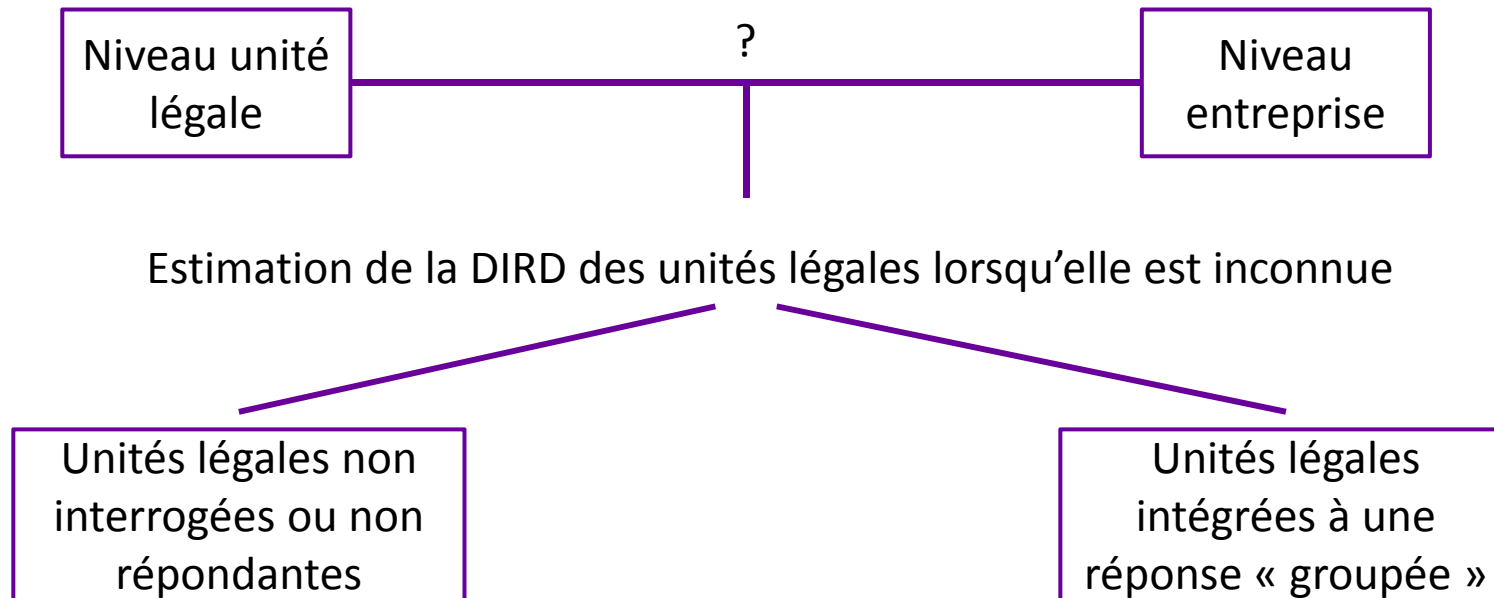 Niveau unité
légale
?
Niveau
entreprise
Estimation de la DIRD des unités légales lorsqu'elle est inconnue
Unités légales non
interrogées ou non
répondantes
Unités légales
intégrées à une
réponse « groupée »